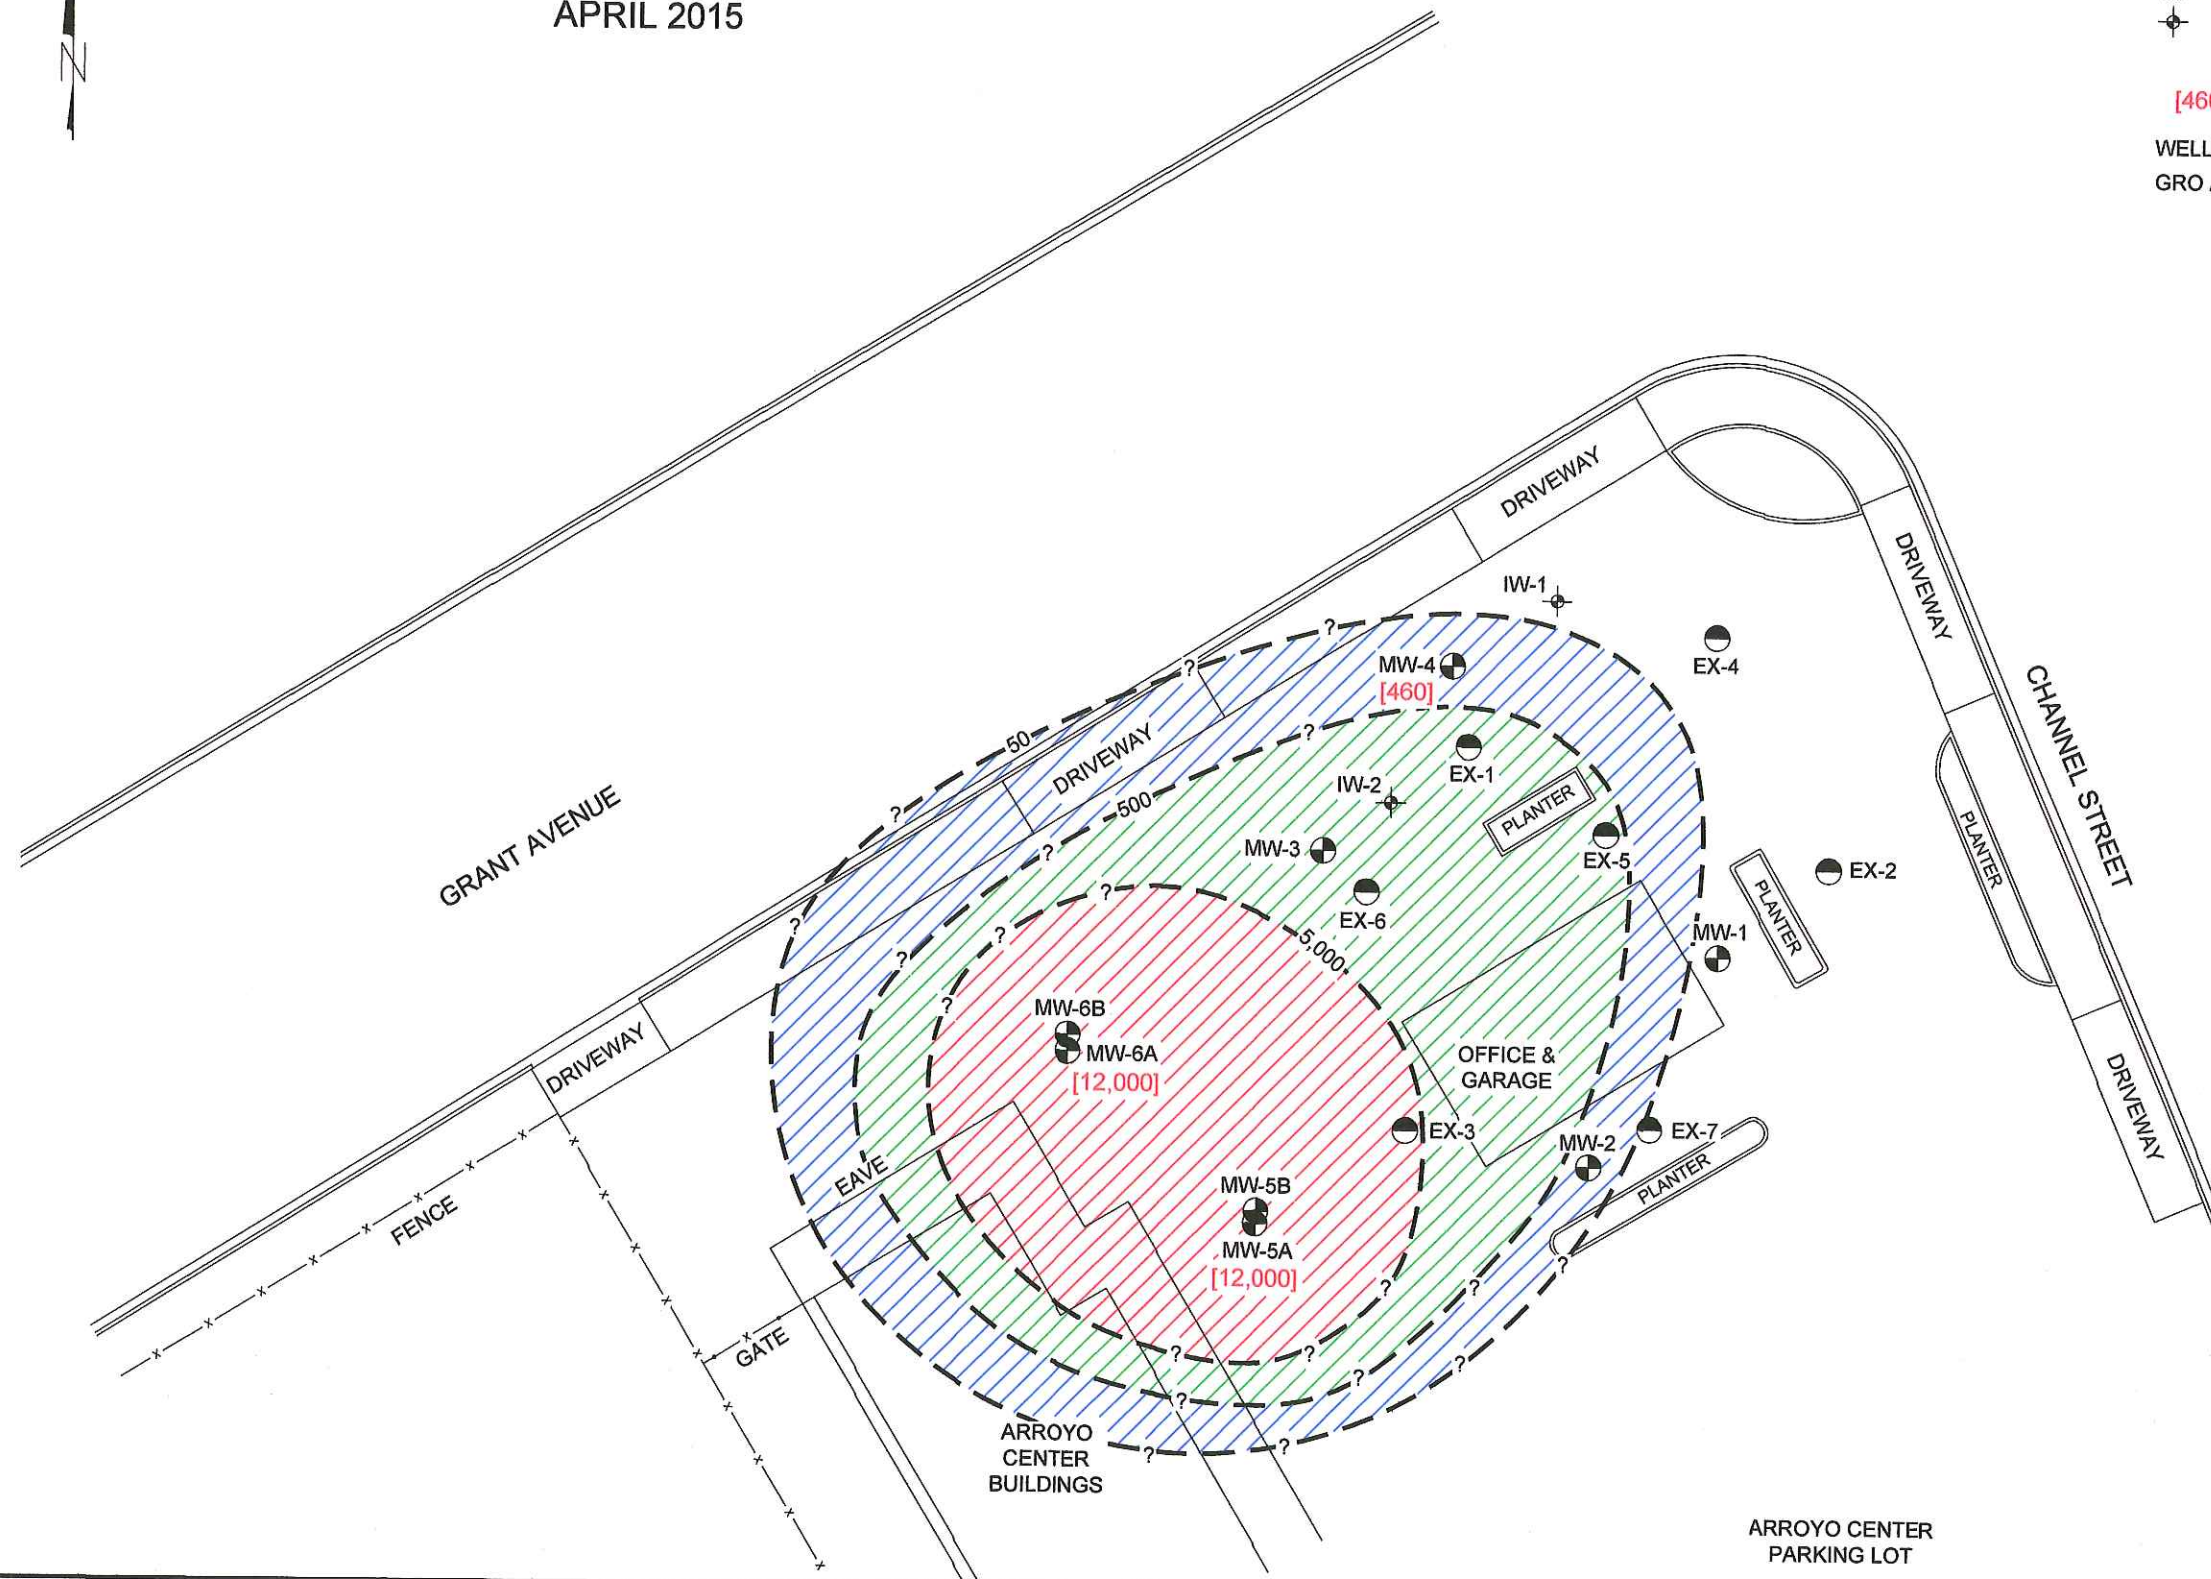 APRIL 2015
N
[46
WELL
GRO
DRIVEWAY
IW-1
DRIVEWAY
EX-4
MW-4
[460]
CHANNEL STREET
50
DRIVEWAY
500
EX-1
IW-2
PLANTER
MW-3
EX-5
EX-6
EX-2
PLANTER
PLANTER
GRANT AVENUE
MW-1
5,000
MW-6B
MW-6A
[12,000]
OFFICE &
GARAGE
DRIVEWAY
DRIVEWAY
EX-3
EX-7
MW-2
PLANTER
EAVE
MW-5B
MW-5A
[12,000]
FENCE
GATE
ARROYO
CENTER
BUILDINGS
ARROYO CENTER
PARKING LOT